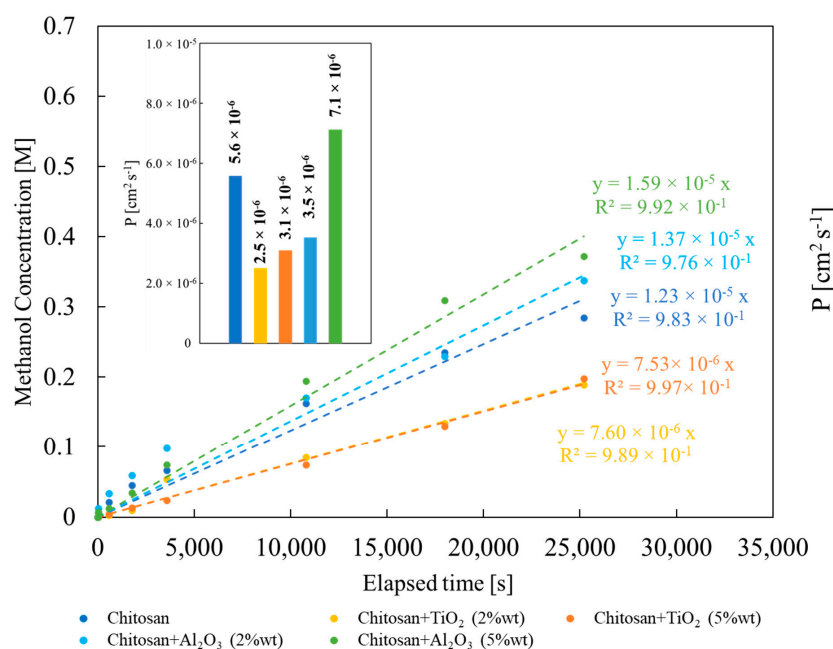 0.7
0.6
0.5
0.4
0.3
0.2
0.1
0
Methanol Concentration [M]
1.0 × 10⁻⁵
8.0 × 10⁻⁶
6.0 × 10⁻⁶
4.0 × 10⁻⁶
2.0 × 10⁻⁶
0
P [cm² s⁻¹]
5.6 × 10⁻⁶
2.5 × 10⁻⁶
3.1 × 10⁻⁶
3.5 × 10⁻⁶
7.1 × 10⁻⁶
y = 1.59 × 10⁻⁵ x
R² = 9.92 × 10⁻¹
y = 1.37 × 10⁻⁵ x
R² = 9.76 × 10⁻¹
y = 1.23 × 10⁻⁵ x
R² = 9.83 × 10⁻¹
y = 7.53× 10⁻⁶ x
R² = 9.97× 10⁻¹
y = 7.60 × 10⁻⁶ x
R² = 9.89 × 10⁻¹
P [cm² s⁻¹]
0 5,000 10,000 15,000 20,000 25,000 30,000 35,000
Elapsed time [s]
Chitosan Chitosan+TiO₂ (2%wt) Chitosan+TiO₂ (5%wt)
Chitosan+Al₂O₃ (2%wt) Chitosan+Al₂O₃ (5%wt)